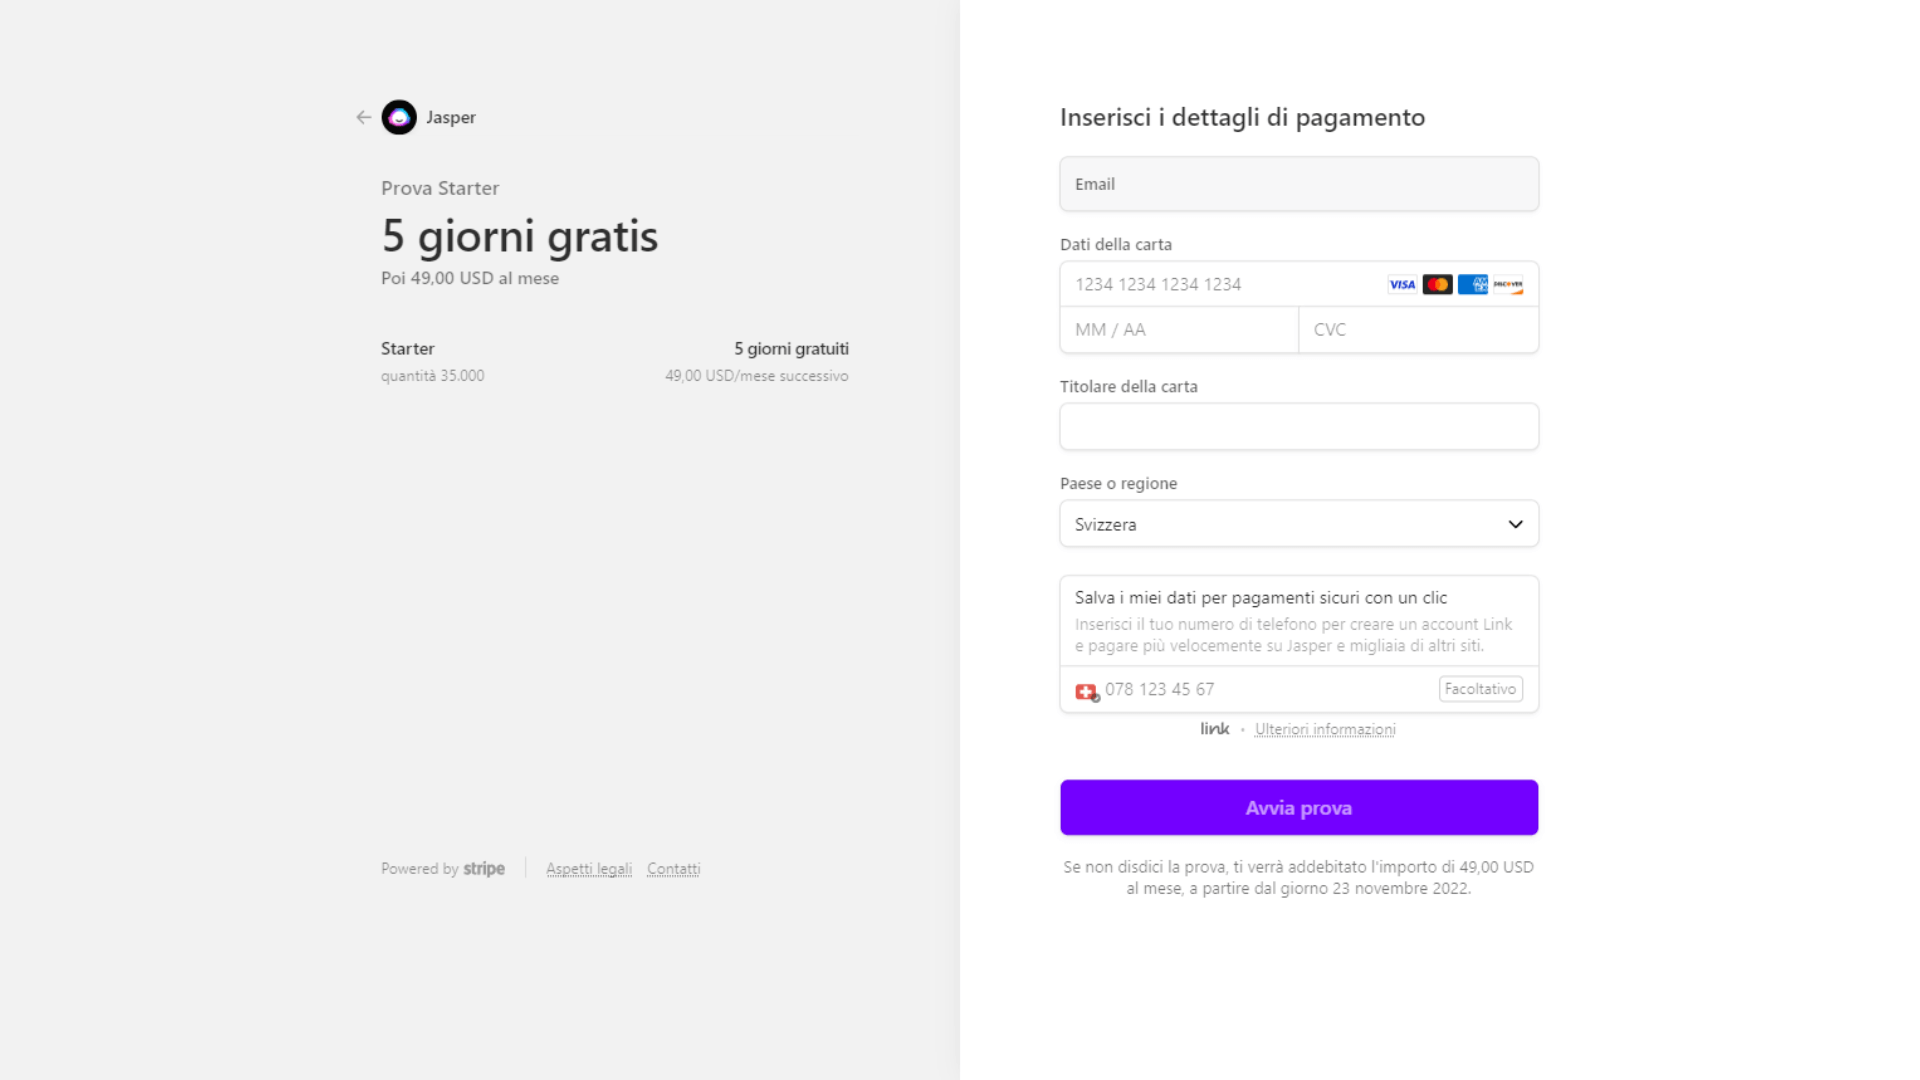 Jasper
Prova Starter
5 giorni gratis
Poi 49,00 USD al mese
Starter
5 giorni gratuiti
quantità 35.000
49,00 USD/mese successivo
Powered by stripe
Aspetti legali
Contatti
Inserisci i dettagli di pagamento
Email
Dati della carta
1234 1234 1234 1234
VISA
AM EX
DISCOVER
MM / AA
CVC
Titolare della carta
Paese o regione
Svizzera
Salva i miei dati per pagamenti sicuri con un clic
Inserisci il tuo numero di telefono per creare un account Link
e pagare più velocemente su Jasper e migliaia di altri siti.
078 123 45 67
Facoltativo
link • Ulteriori informazioni
Avvia prova
Se non disdici la prova, ti verrà addebitato l'importo di 49,00 USD
al mese, a partire dal giorno 23 novembre 2022.